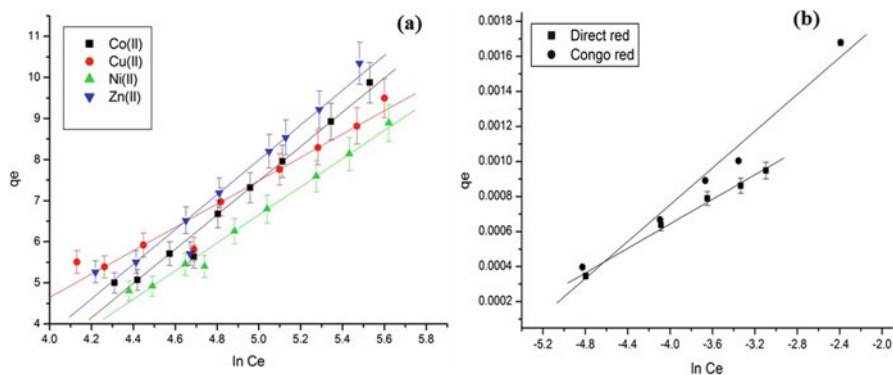 (a)
Co(II)
Cu(II)
Ni(II)
Zn(II)
11
10
9
8
7
6
5
4
qe
4.0 4.2 4.4 4.6 4.8 5.0 5.2 5.4 5.6 5.8
ln Ce
(b)
Direct red
Congo red
0.0018
0.0016
0.0014
0.0012
0.0010
0.0008
0.0006
0.0004
0.0002
qe
-5.2 -4.8 -4.4 -4.0 -3.6 -3.2 -2.8 -2.4 -2.0
ln Ce